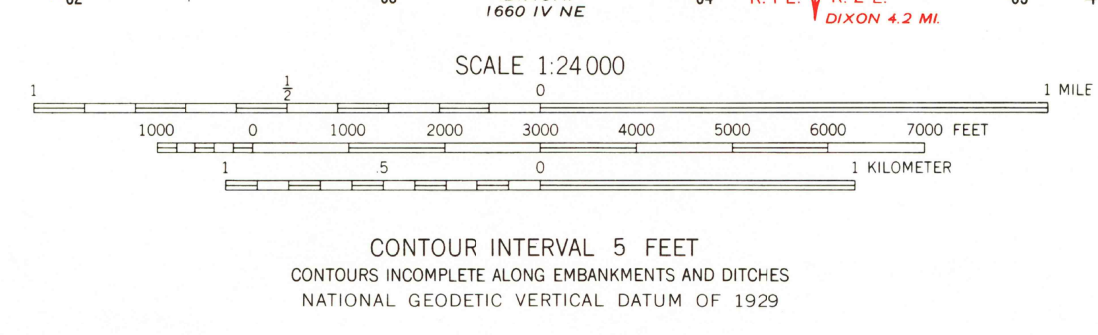 1660 IV NE
DIXON 4.2 MI.
SCALE 1:24 000
1 1/2 0 1 MILE
1000 0 1000 2000 3000 4000 5000 6000 7000 FEET
1 .5 0 1 KILOMETER
CONTOUR INTERVAL 5 FEET
CONTOURS INCOMPLETE ALONG EMBANKMENTS AND DITCHES
NATIONAL GEODETIC VERTICAL DATUM OF 1929